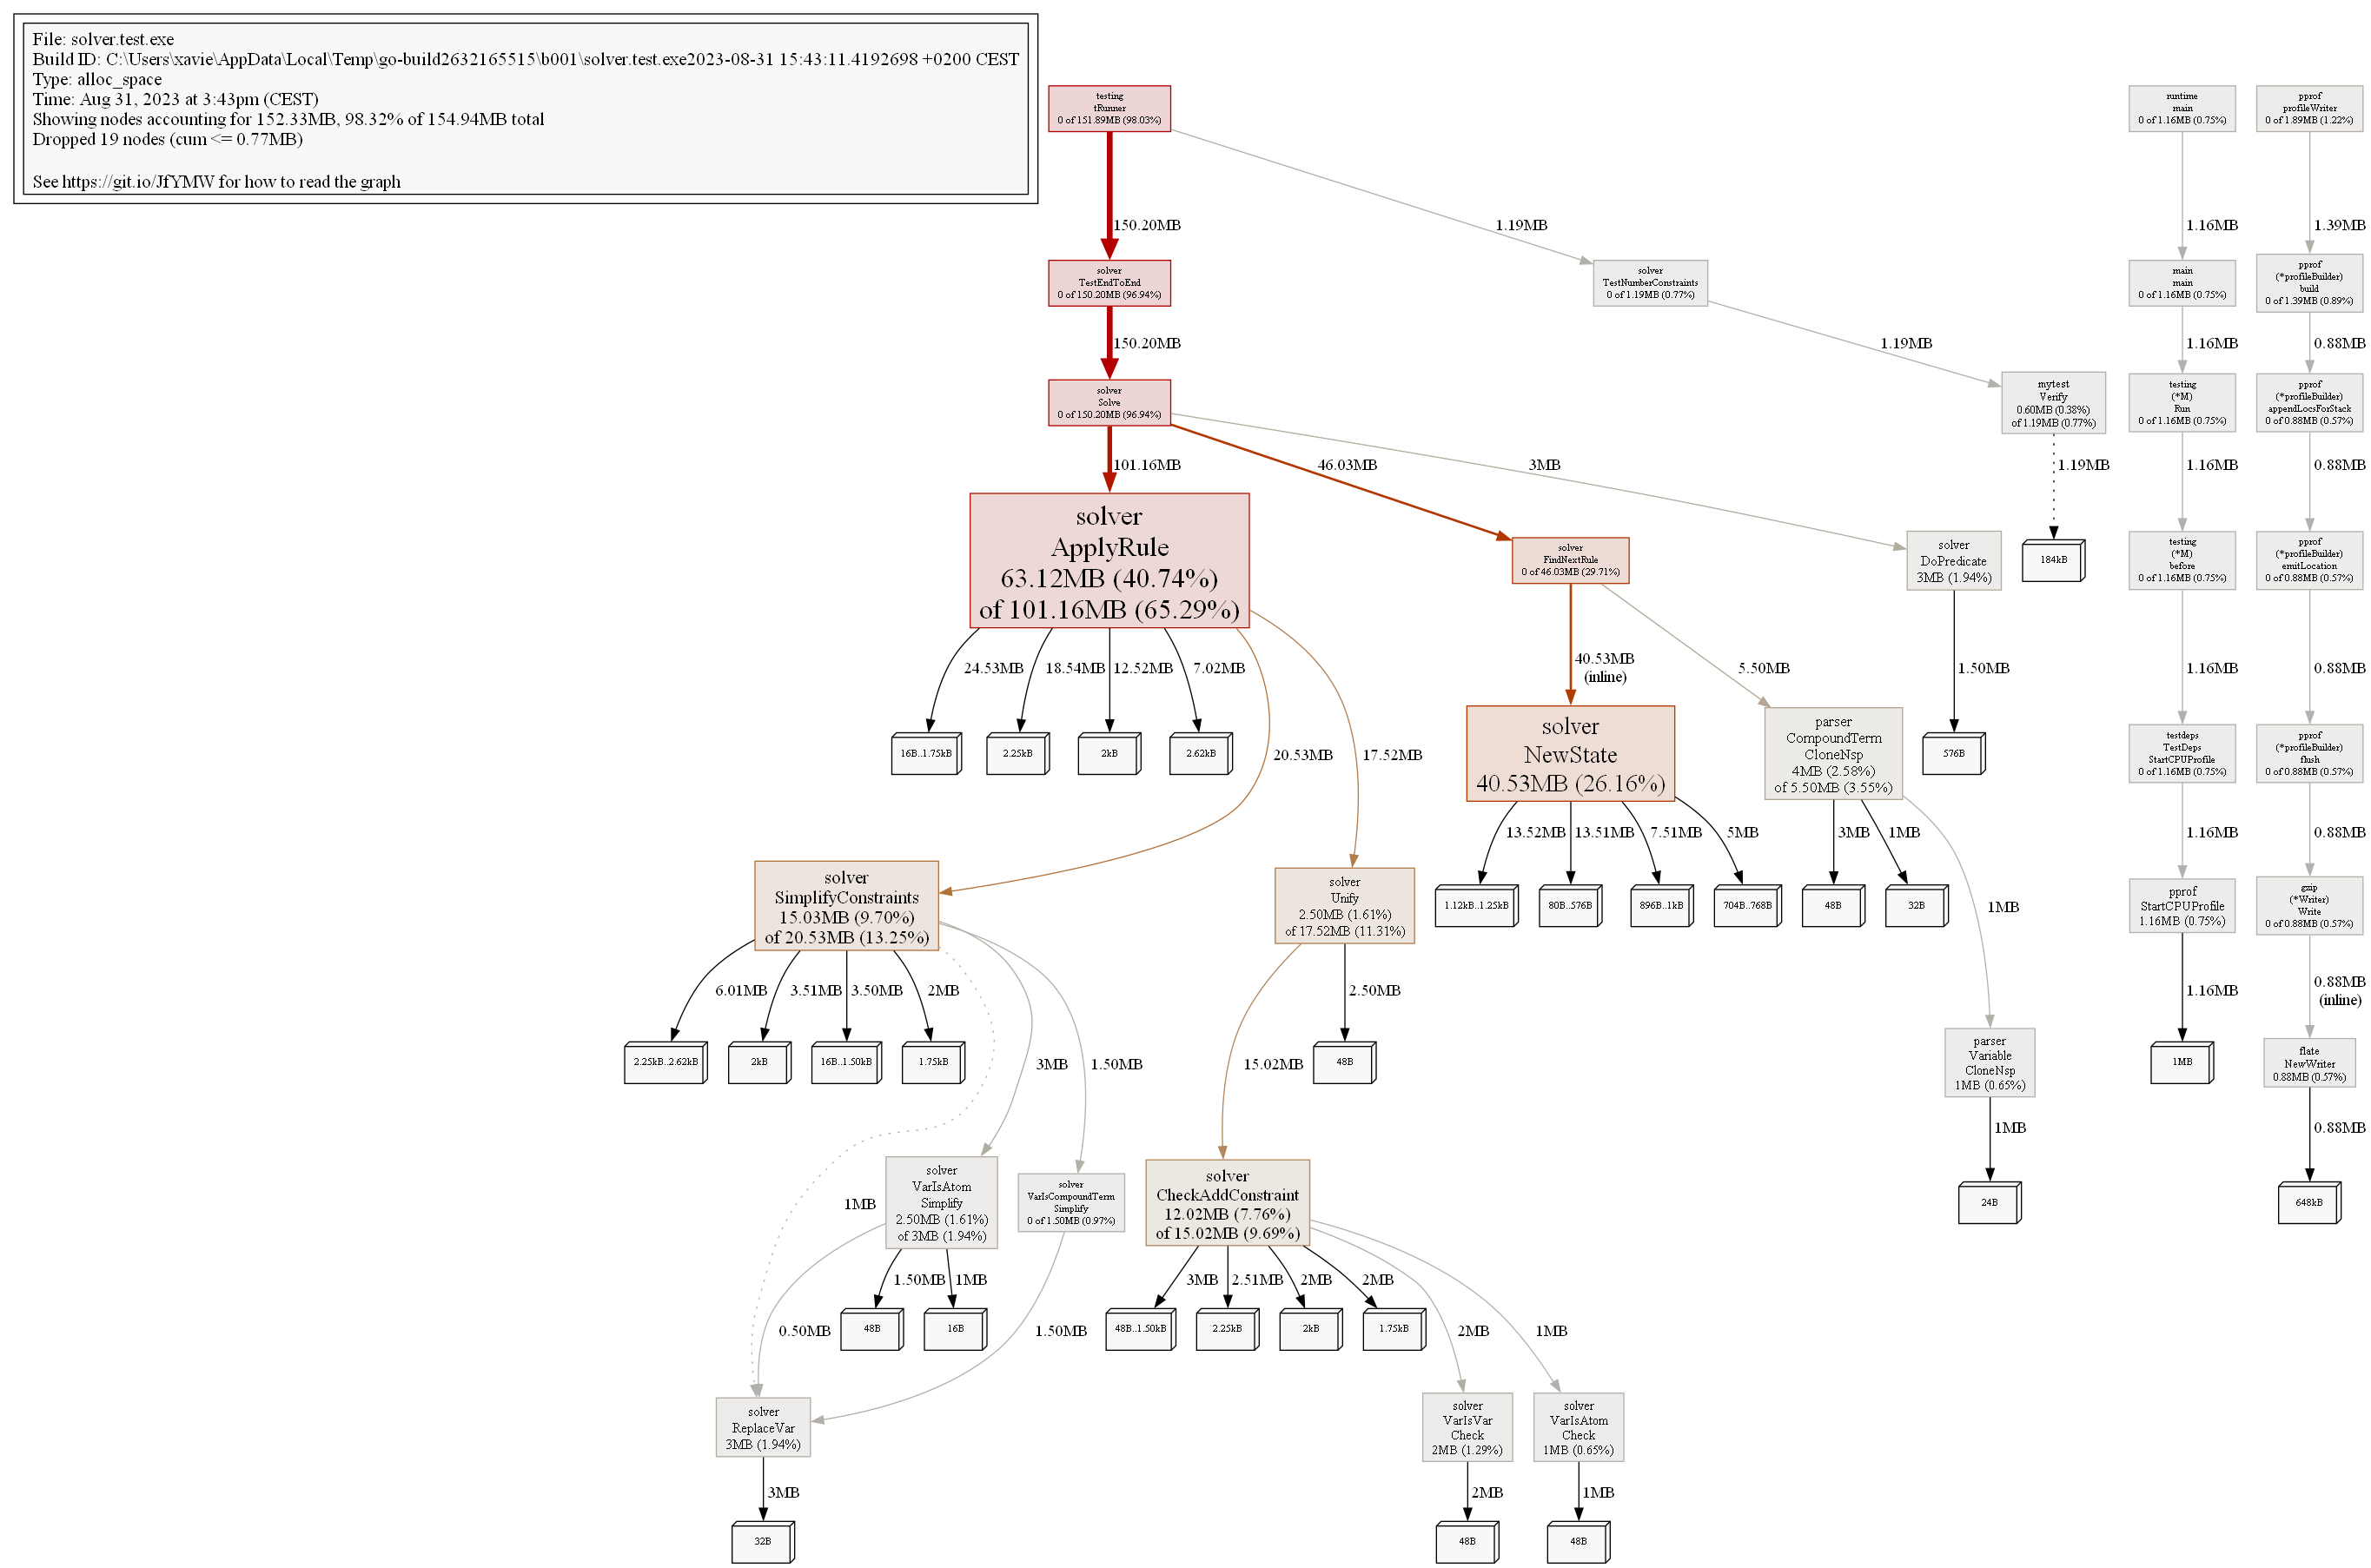 File: solver.test.exe
Build ID: C:\Users\xavie\AppData\Local\Temp\go-build2632165515\b001\solver.test.exe2023-08-31 15:43:11.4192698 +0200 CEST
Type: alloc_space
Time: Aug 31, 2023 at 3:43pm (CEST)
Showing nodes accounting for 152.33MB, 98.32% of 154.94MB total
Dropped 19 nodes (cum <= 0.77MB)
See https://git.io/JfYMW for how to read the graph
testing
tRunner
0 of 151.89MB (98.03%)
runtime
main
0 of 1.16MB (0.75%)
pprof
profileWriter
0 of 1.89MB (1.22%)
150.20MB
1.19MB
1.16MB
1.39MB
solver
TestEndToEnd
0 of 150.20MB (96.94%)
solver
TestNumberConstraints
0 of 1.19MB (0.77%)
main
main
0 of 1.16MB (0.75%)
pprof
(*profileBuilder)
build
0 of 1.39MB (0.89%)
150.20MB
1.19MB
1.16MB
0.88MB
solver
Solve
0 of 150.20MB (96.94%)
mytest
Verify
0.60MB (0.38%)
of 1.19MB (0.77%)
testing
(*M)
Run
0 of 1.16MB (0.75%)
pprof
(*profileBuilder)
appendLocsForStack
0 of 0.88MB (0.57%)
101.16MB
46.03MB
3MB
1.19MB
1.16MB
0.88MB
solver
ApplyRule
63.12MB (40.74%)
of 101.16MB (65.29%)
solver
FindNextRule
0 of 46.03MB (29.71%)
solver
DoPredicate
3MB (1.94%)
184kB
testing
(*M)
before
0 of 1.16MB (0.75%)
pprof
(*profileBuilder)
emitLocation
0 of 0.88MB (0.57%)
24.53MB
18.54MB
12.52MB
7.02MB
40.53MB
(inline)
5.50MB
1.50MB
1.16MB
0.88MB
16B..1.75kB
2.25kB
2kB
2.62kB
20.53MB
17.52MB
solver
NewState
40.53MB (26.16%)
parser
CompoundTerm
CloneNsp
4MB (2.58%)
of 5.50MB (3.55%)
576B
testdeps
TestDeps
StartCPUProfile
0 of 1.16MB (0.75%)
pprof
(*profileBuilder)
flush
0 of 0.88MB (0.57%)
13.52MB
13.51MB
7.51MB
5MB
3MB
1MB
1.16MB
0.88MB
solver
SimplifyConstraints
15.03MB (9.70%)
of 20.53MB (13.25%)
solver
Unify
2.50MB (1.61%)
of 17.52MB (11.31%)
1.12kB..1.25kB
80B..576B
896B..1kB
704B..768B
48B
32B
1MB
pprof
StartCPUProfile
1.16MB (0.75%)
gzip
(*Writer)
Write
0 of 0.88MB (0.57%)
6.01MB
3.51MB
3.50MB
2MB
2.50MB
1.16MB
0.88MB
(inline)
2.25kB..2.62kB
2kB
16B..1.50kB
1.75kB
3MB
1.50MB
15.02MB
48B
parser
Variable
CloneNsp
1MB (0.65%)
1MB
flate
NewWriter
0.88MB (0.57%)
1MB
0.88MB
1MB
solver
VarIsAtom
Simplify
2.50MB (1.61%)
of 3MB (1.94%)
solver
VarIsCompoundTerm
Simplify
0 of 1.50MB (0.97%)
solver
CheckAddConstraint
12.02MB (7.76%)
of 15.02MB (9.69%)
24B
648kB
1.50MB
1MB
3MB
2.51MB
2MB
2MB
0.50MB
48B
16B
1.50MB
48B..1.50kB
2.25kB
2kB
1.75kB
2MB
1MB
solver
ReplaceVar
3MB (1.94%)
solver
VarIsVar
Check
2MB (1.29%)
solver
VarIsAtom
Check
1MB (0.65%)
3MB
2MB
1MB
32B
48B
48B